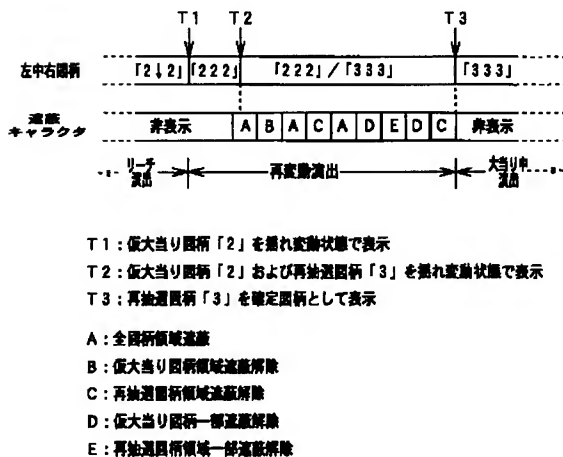 T1 T2 T3
左中右図柄 「2↓2」 「222」 「222」/「333」 「333」
遮蔽
キャラクタ 非表示 A B A C A D E D C 非表示
リーチ
演出 再変動演出 大当り中
演出
T1：仮大当り図柄「2」を揺れ変動状態で表示
T2：仮大当り図柄「2」および再抽選図柄「3」を揺れ変動状態で表示
T3：再抽選図柄「3」を確定図柄として表示
A：全図柄領域遮蔽
B：仮大当り図柄領域遮蔽解除
C：再抽選図柄領域遮蔽解除
D：仮大当り図柄一部遮蔽解除
E：再抽選図柄領域一部遮蔽解除